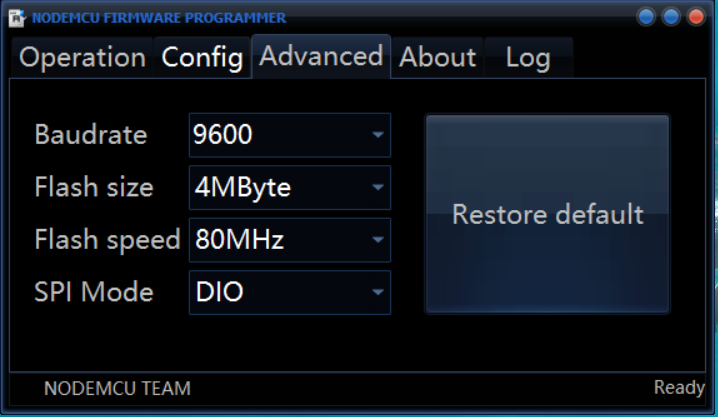 NODEMCU FIRMWARE PROGRAMMER
Operation Config Advanced About Log
Baudrate 9600
Flash size 4MByte
Restore default
Flash speed 80MHz
SPI Mode DIO
NODEMCU TEAM Ready